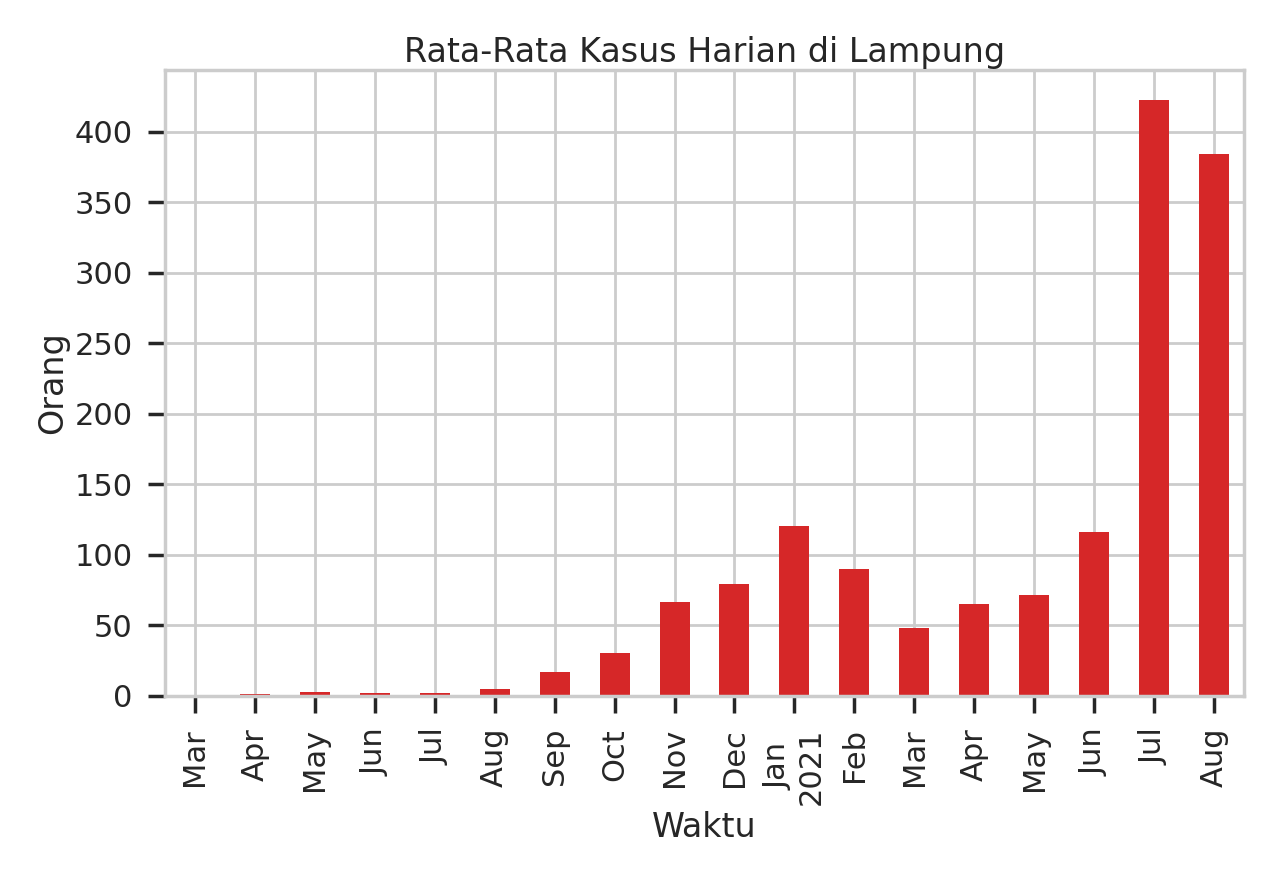 Rata-Rata Kasus Harian di Lampung
Orang
400
350
300
250
200
150
100
50
0
Mar
Apr
May
Jun
Jul
Aug
Sep
Oct
Nov
Dec
Jan
2021
Feb
Mar
Apr
May
Jun
Jul
Aug
Waktu